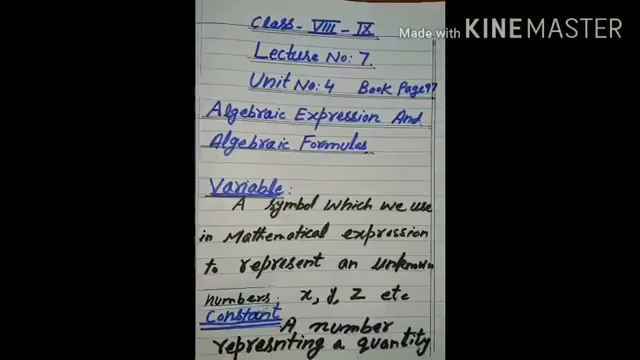 Made with KINEMASTER
Class - VIII - IX
Lecture No: 7.
Unit No: 4 Book Page 97
Algebraic Expression And
Algebraic Formulas
Variable:
A symbol which we use
in Mathematical expression
to represent an unknown
numbers: x, y, z etc
Constant
A number
represnting a quantity